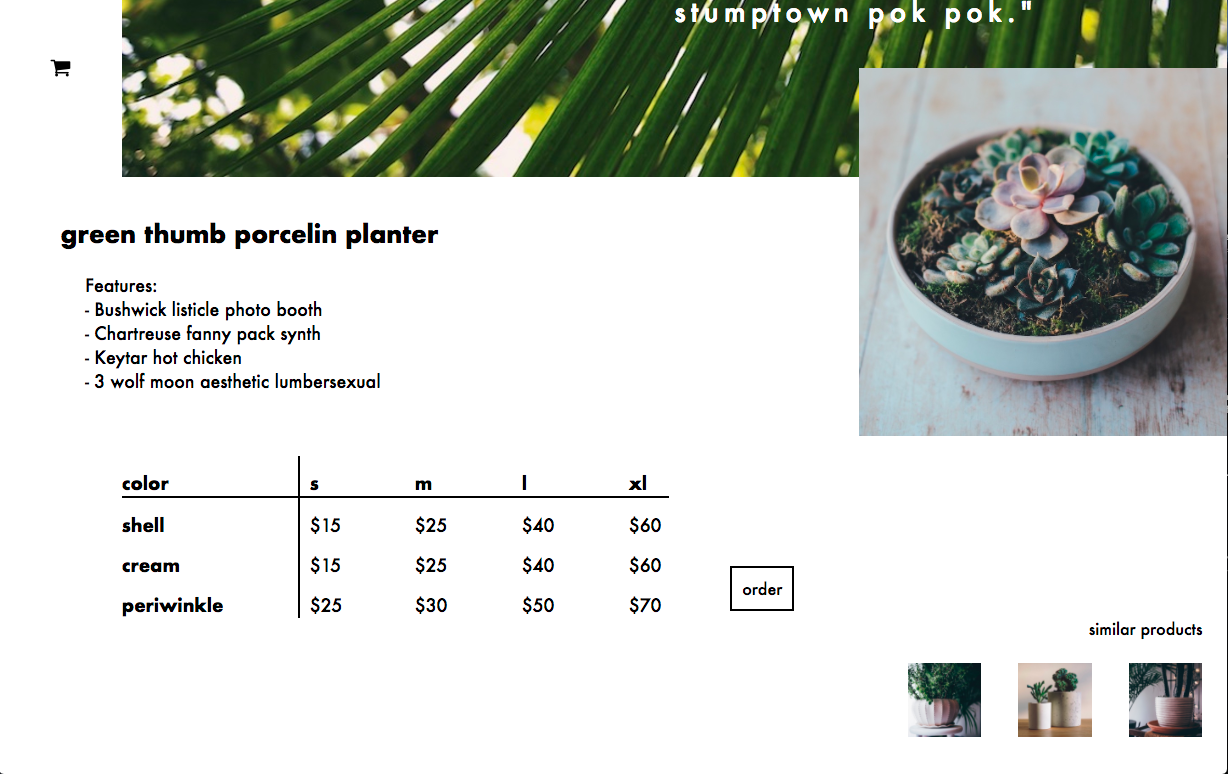 stumptown pok pok."
green thumb porcelin planter
Features:
- Bushwick listicle photo booth
- Chartreuse fanny pack synth
- Keytar hot chicken
- 3 wolf moon aesthetic lumbersexual
color s m l xl
shell $15 $25 $40 $60
cream $15 $25 $40 $60
periwinkle $25 $30 $50 $70
order
similar products